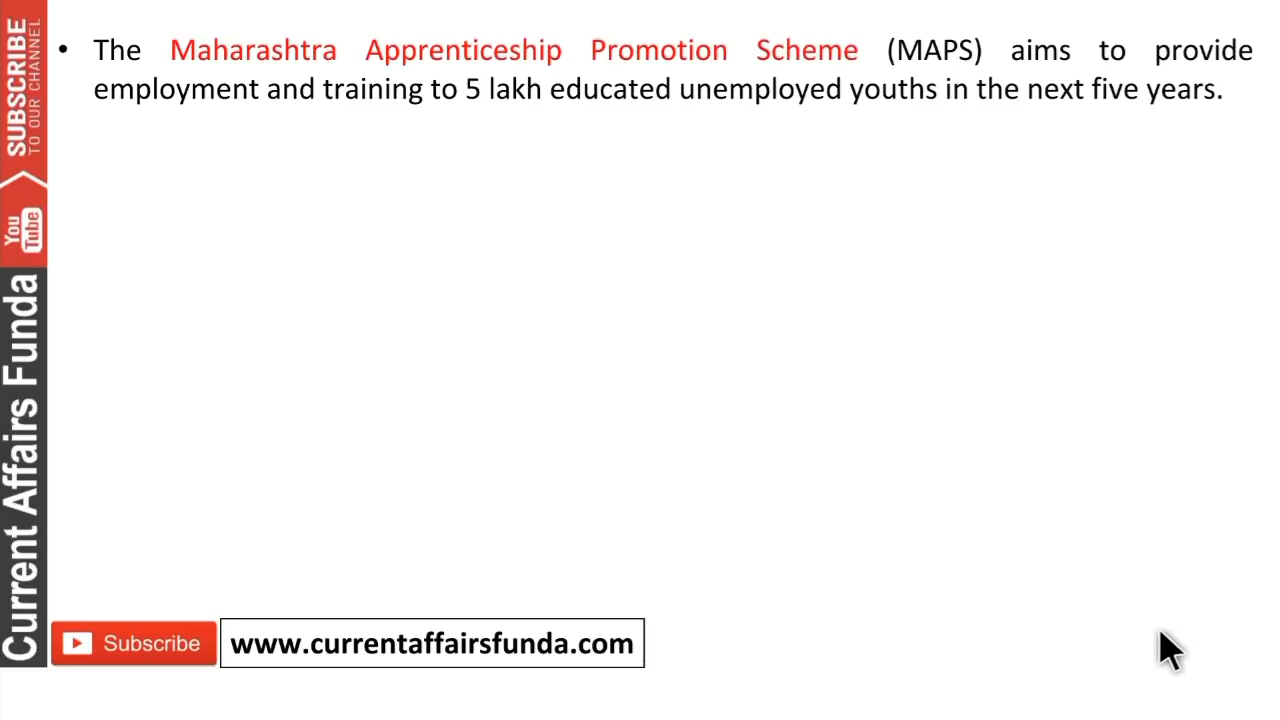 • The Maharashtra Apprenticeship Promotion Scheme (MAPS) aims to provide
employment and training to 5 lakh educated unemployed youths in the next five years.
SUBSCRIBE
TO OUR CHANNEL
You
Tube
Current Affairs Funda
Subscribe
www.currentaffairsfunda.com